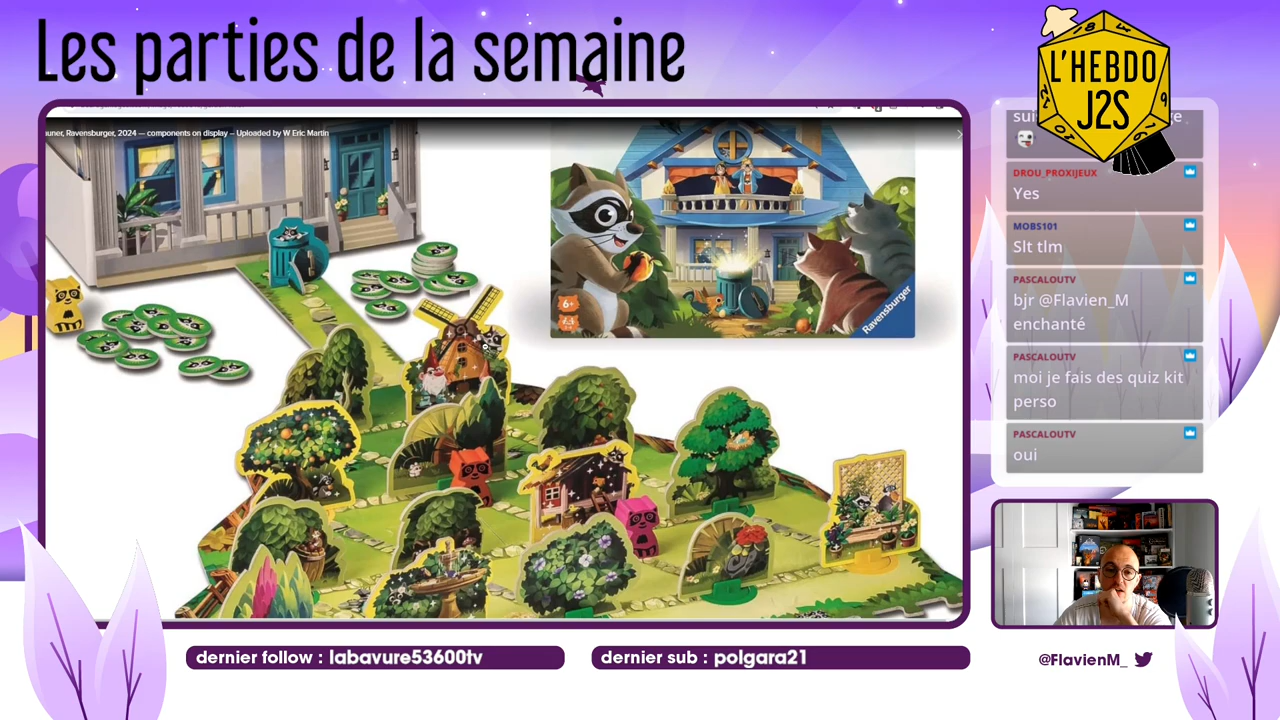 Les parties de la semaine
L'HEBDO
J2S
uner, Ravensburger, 2024 — components on display – Uploaded by W Eric Martin
Ravensburger
6+
DROU_PROXIJEUX
Yes
MOBS101
Slt tlm
PASCALOUTV
bjr @Flavien_M
enchanté
PASCALOUTV
moi je fais des quiz kit
perso
PASCALOUTV
oui
dernier follow : labavure53600tv
dernier sub : polgara21
@FlavienM_